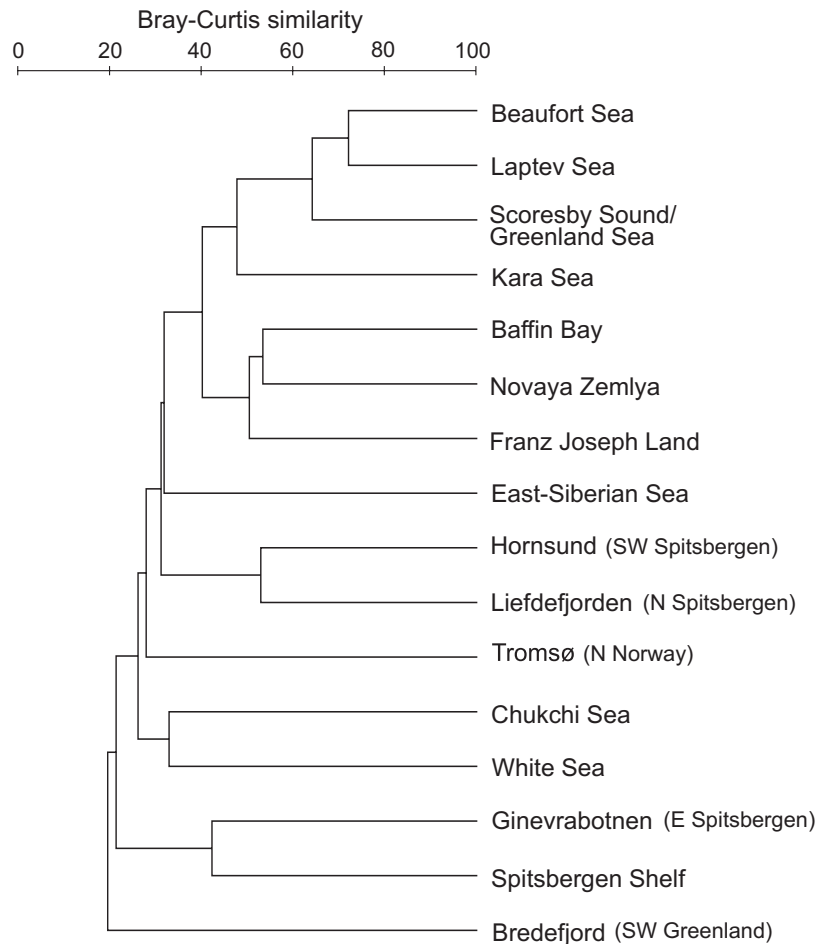 Bray-Curtis similarity
0 20 40 60 80 100
Beaufort Sea
Laptev Sea
Scoresby Sound/
Greenland Sea
Kara Sea
Baffin Bay
Novaya Zemlya
Franz Joseph Land
East-Siberian Sea
Hornsund (SW Spitsbergen)
Liefdefjorden (N Spitsbergen)
Tromsø (N Norway)
Chukchi Sea
White Sea
Ginevrabotnen (E Spitsbergen)
Spitsbergen Shelf
Bredefjord (SW Greenland)